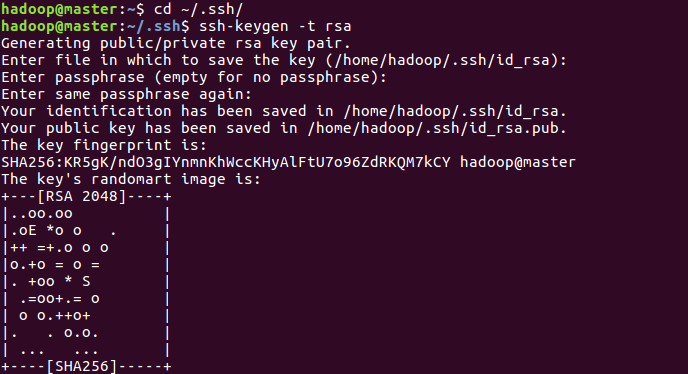 hadoop@master:~$ cd ~/.ssh/
hadoop@master:~/.ssh$ ssh-keygen -t rsa
Generating public/private rsa key pair.
Enter file in which to save the key (/home/hadoop/.ssh/id_rsa):
Enter passphrase (empty for no passphrase):
Enter same passphrase again:
Your identification has been saved in /home/hadoop/.ssh/id_rsa.
Your public key has been saved in /home/hadoop/.ssh/id_rsa.pub.
The key fingerprint is:
SHA256:KR5gK/ndO3gIYnmnKhWccKHyAlFtU7o96ZdRKQM7kCY hadoop@master
The key's randomart image is:
+---[RSA 2048]----+
|..oo.oo          |
|.oE *o o   .     |
|++ =+.o o o      |
|o.+o = o =       |
|. +oo * S        |
| .=oo+.= o       |
| o o.++o+        |
|.   . o.o.       |
| ...   ...       |
+----[SHA256]-----+